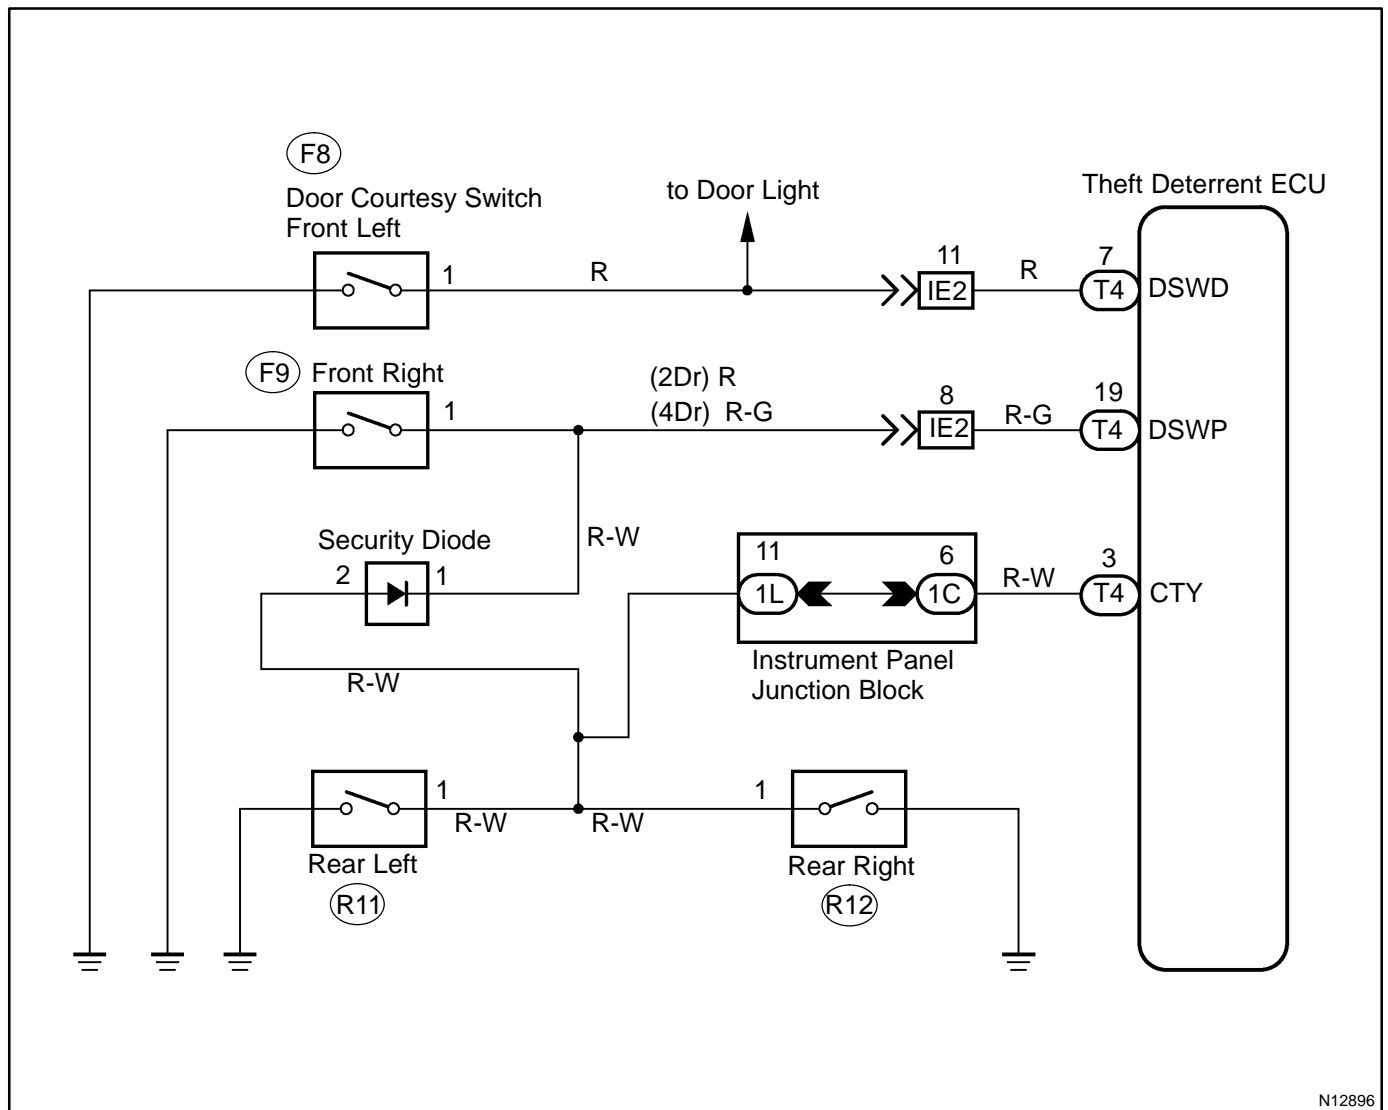 F8
Door Courtesy Switch
Front Left
to Door Light
Theft Deterrent ECU
1
R
11
IE2
R
7
T4
DSWD
F9
Front Right
1
(2Dr) R
(4Dr) R-G
8
IE2
R-G
19
T4
DSWP
Security Diode
2
1
R-W
11
1L
6
1C
R-W
3
T4
CTY
Instrument Panel
Junction Block
R-W
1
R-W
R-W
1
Rear Left
R11
Rear Right
R12
N12896